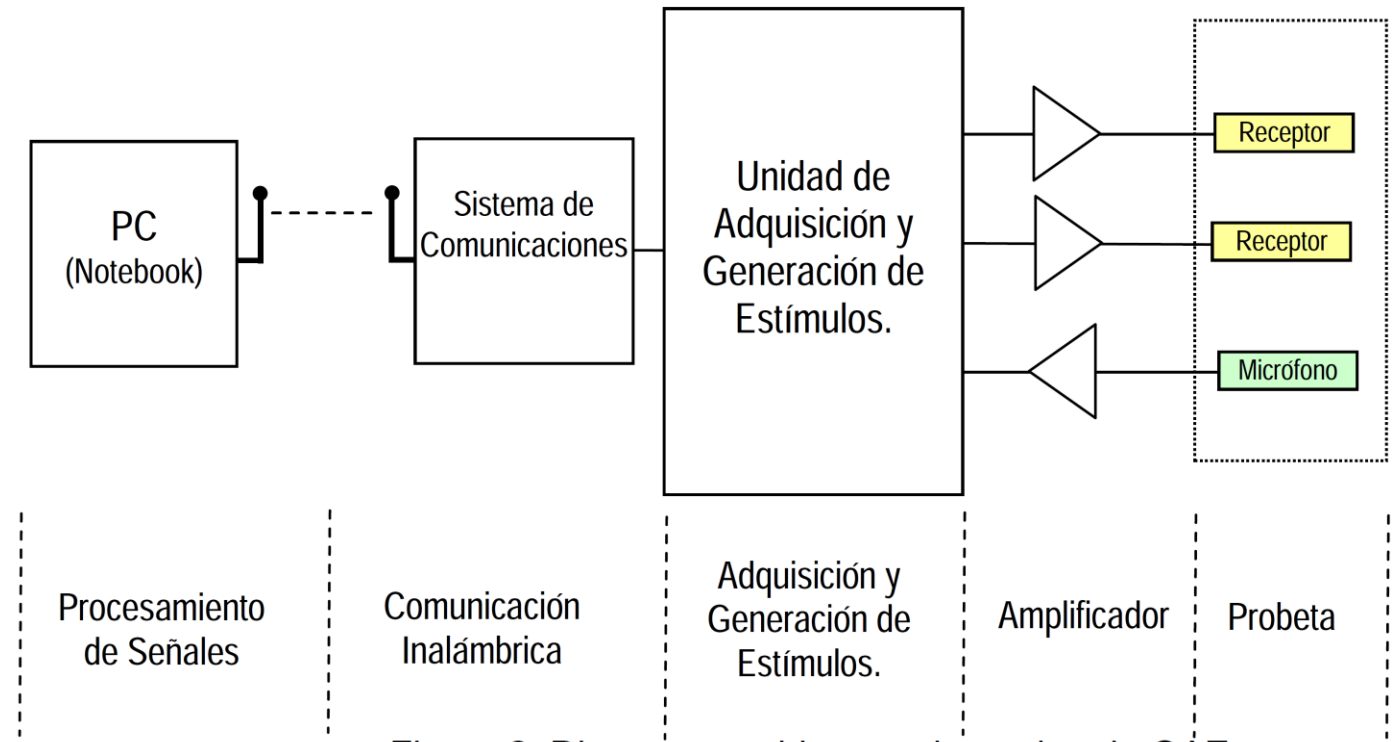 PC
(Notebook)
Sistema de
Comunicaciones
Unidad de
Adquisición y
Generación de
Estímulos.
Receptor
Receptor
Micrófono
Procesamiento
de Señales
Comunicación
Inalámbrica
Adquisición y
Generación de
Estímulos.
Amplificador
Probeta